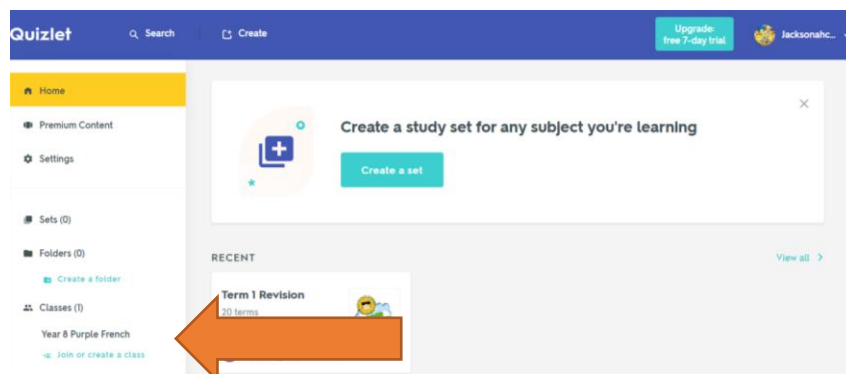 Quizlet
Search
Create
Upgrade:
free 7-day trial
Jacksonahc...
Home
Premium Content
Settings
Sets (0)
Folders (0)
Create a folder
Classes (1)
Year 8 Purple French
Join or create a class
Create a study set for any subject you're learning
Create a set
RECENT
View all
Term 1 Revision
20 terms